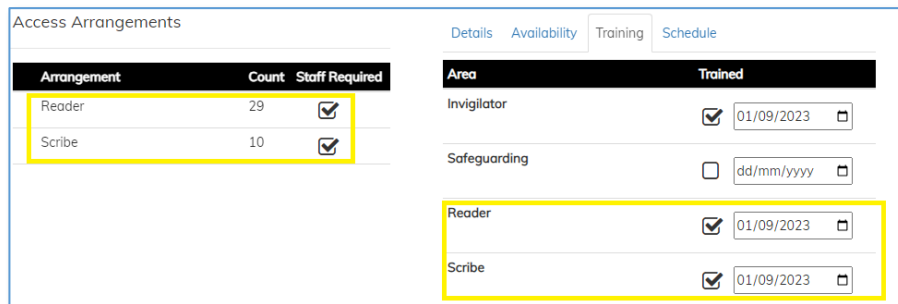 Access Arrangements
Arrangement Count Staff Required
Reader 29
Scribe 10
Details Availability Training Schedule
Area Trained
Invigilator 01/09/2023
Safeguarding dd/mm/yyyy
Reader 01/09/2023
Scribe 01/09/2023